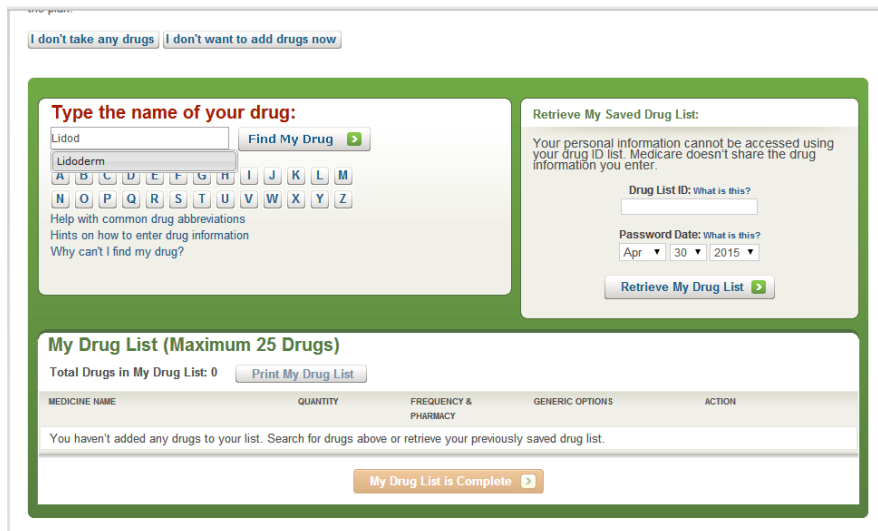 the plan.
I don't take any drugs I don't want to add drugs now
Type the name of your drug:
Lidod Find My Drug
Lidoderm
A B C D E F G H I J K L M
N O P Q R S T U V W X Y Z
Help with common drug abbreviations
Hints on how to enter drug information
Why can't I find my drug?
Retrieve My Saved Drug List:
Your personal information cannot be accessed using
your drug ID list. Medicare doesn't share the drug
information you enter.
Drug List ID: What is this?
Password Date: What is this?
Apr 30 2015
Retrieve My Drug List
My Drug List (Maximum 25 Drugs)
Total Drugs in My Drug List: 0 Print My Drug List
MEDICINE NAME QUANTITY FREQUENCY & PHARMACY GENERIC OPTIONS ACTION
You haven't added any drugs to your list. Search for drugs above or retrieve your previously saved drug list.
My Drug List is Complete